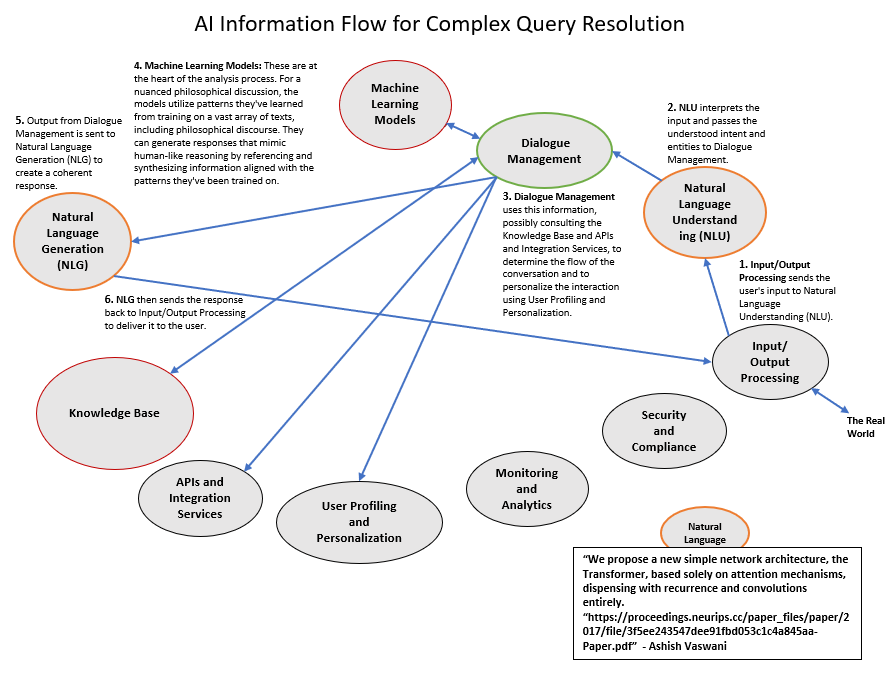 AI Information Flow for Complex Query Resolution
4. Machine Learning Models: These are at
the heart of the analysis process. For a
nuanced philosophical discussion, the
models utilize patterns they've learned
from training on a vast array of texts,
including philosophical discourse. They
can generate responses that mimic
human-like reasoning by referencing and
synthesizing information aligned with the
patterns they've been trained on.
Machine
Learning
Models
Dialogue
Management
2. NLU interprets the
input and passes the
understood intent and
entities to Dialogue
Management.
5. Output from Dialogue
Management is sent to
Natural Language
Generation (NLG) to
create a coherent
response.
Natural
Language
Understand
ing (NLU)
3. Dialogue Management
uses this information,
possibly consulting the
Knowledge Base and APIs
and Integration Services, to
determine the flow of the
conversation and to
personalize the interaction
using User Profiling and
Personalization.
Natural
Language
Generation
(NLG)
1. Input/Output
Processing sends the
user's input to Natural
Language
Understanding (NLU).
6. NLG then sends the response
back to Input/Output Processing
to deliver it to the user.
Input/
Output
Processing
The Real
World
Knowledge Base
Security
and
Compliance
APIs and
Integration
Services
User Profiling
and
Personalization
Monitoring
and
Analytics
Natural
Language
“We propose a new simple network architecture, the
Transformer, based solely on attention mechanisms,
dispensing with recurrence and convolutions
entirely.
“https://proceedings.neurips.cc/paper_files/paper/2
017/file/3f5ee243547dee91fbd053c1c4a845aa-
Paper.pdf” - Ashish Vaswani